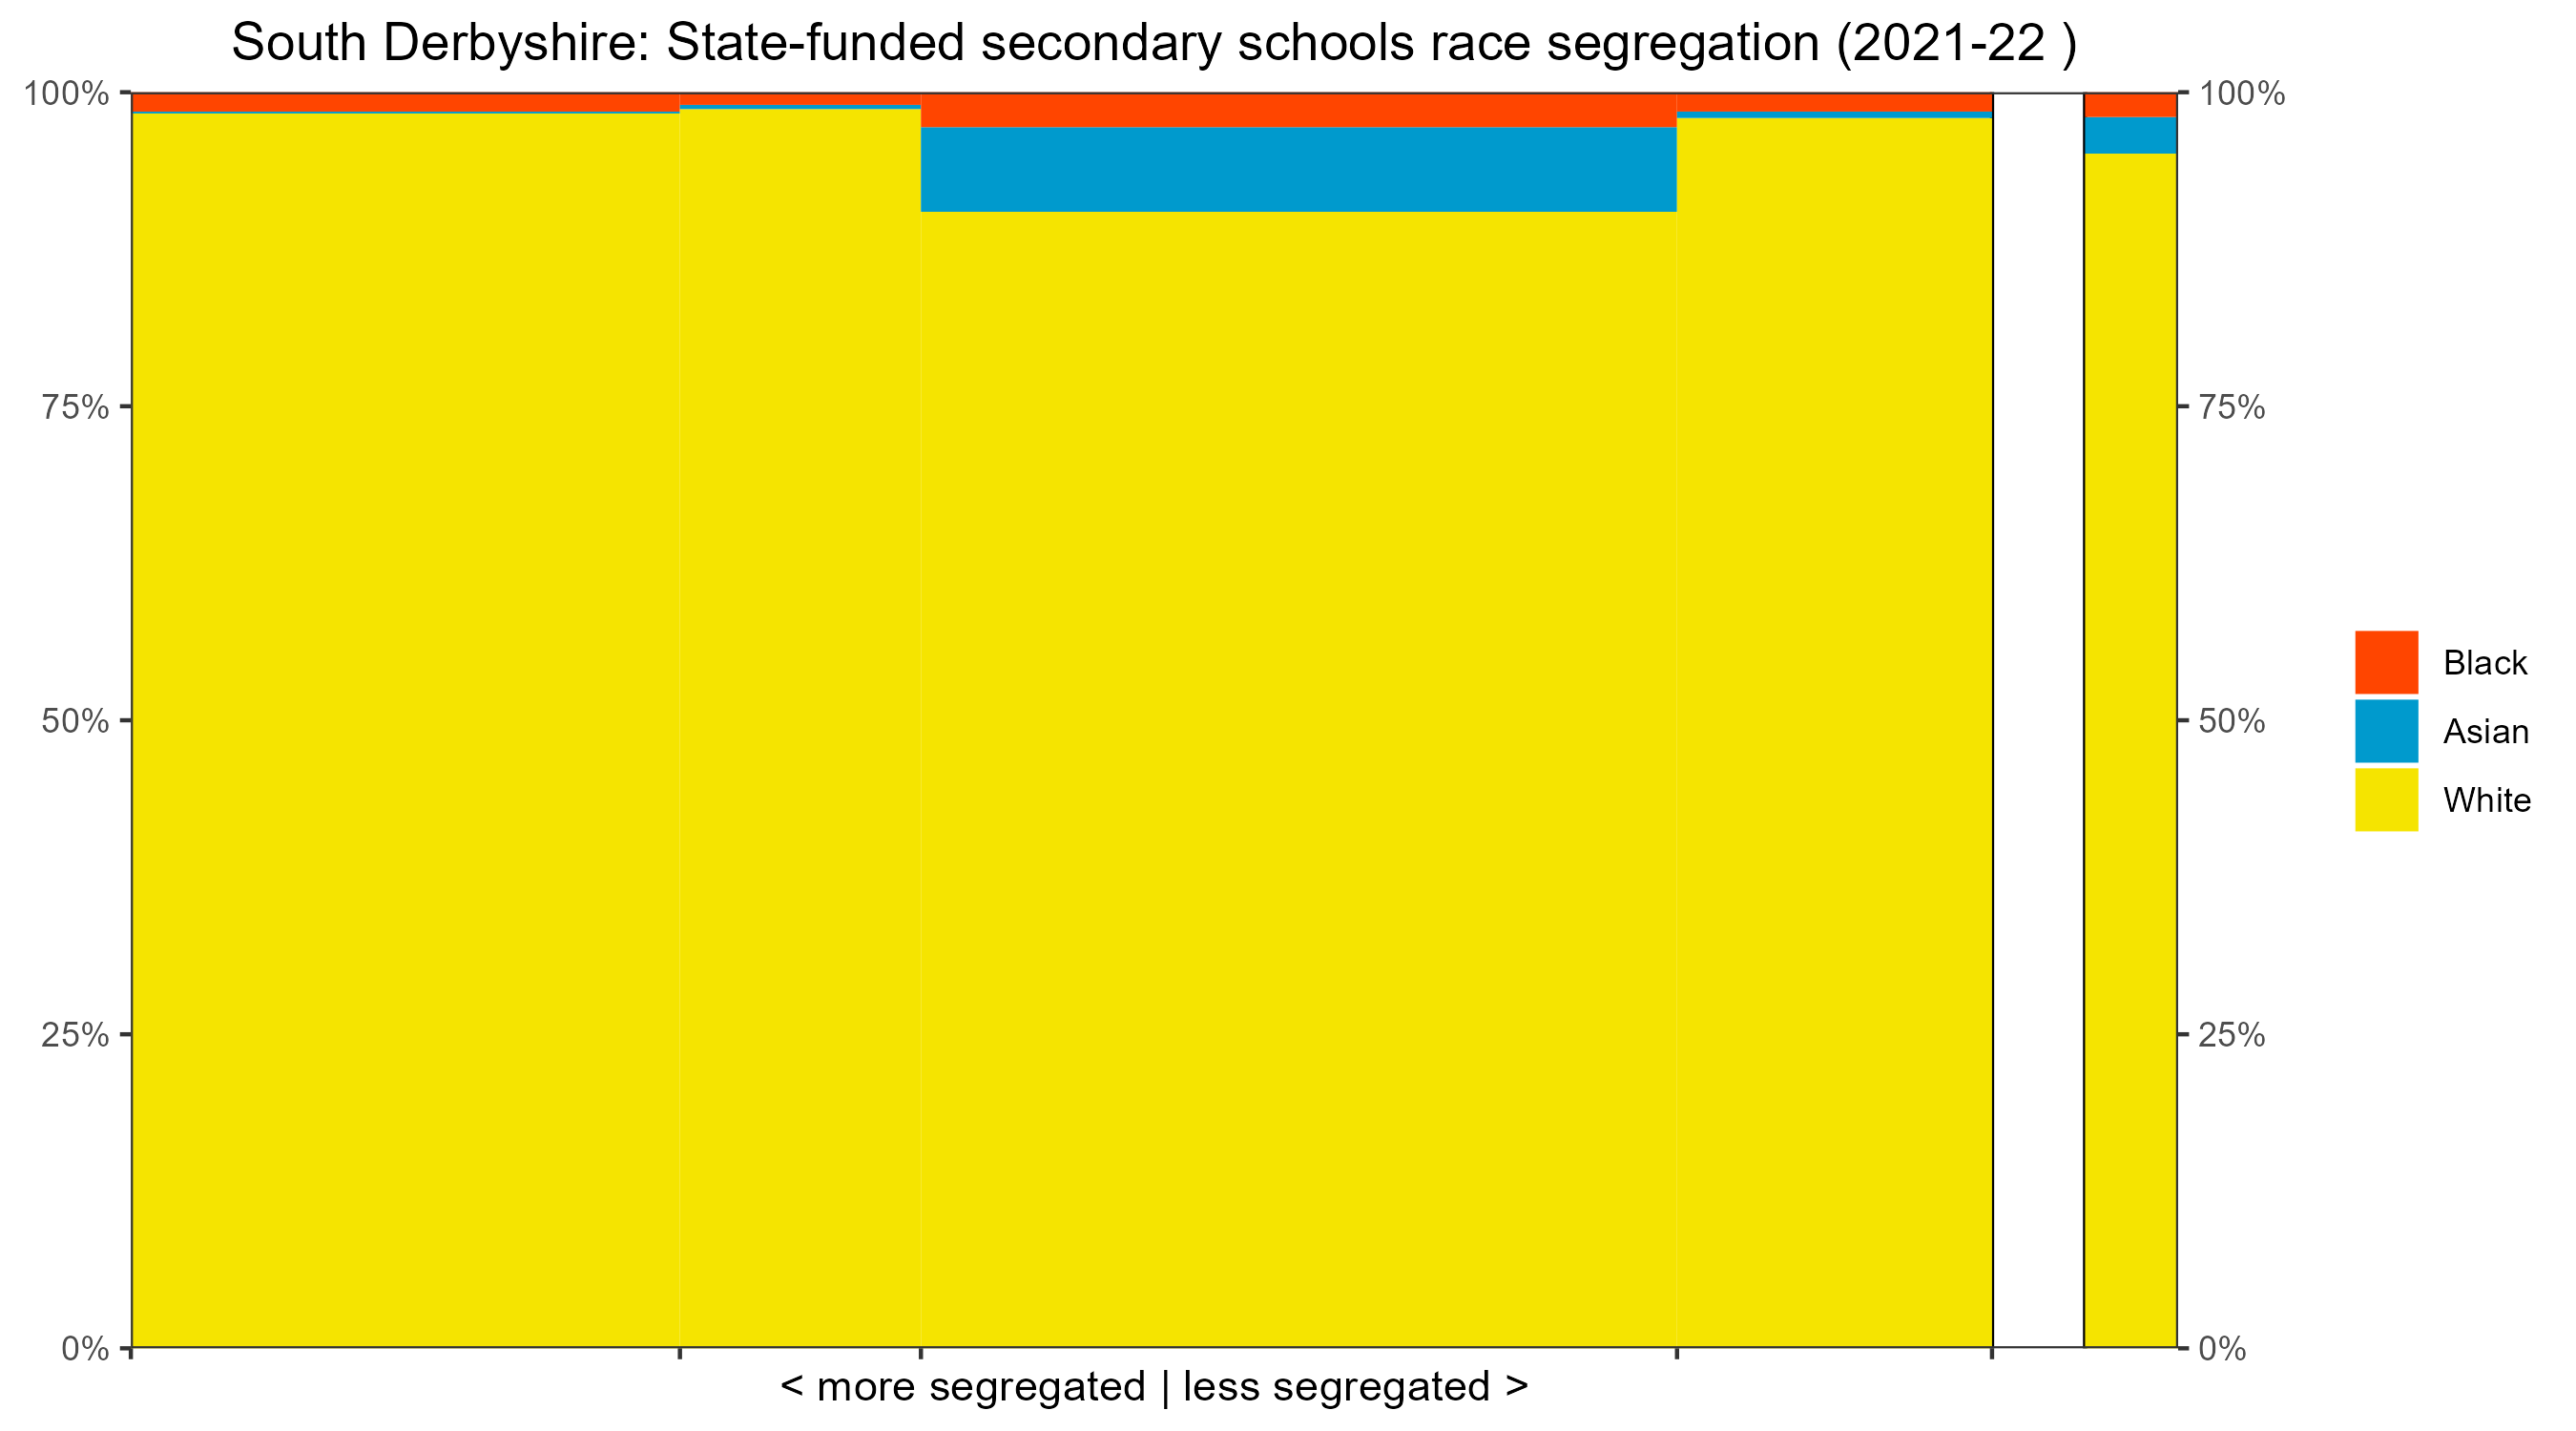 South Derbyshire: State-funded secondary schools race segregation (2021-22 )
100%
75%
50%
25%
0%
100%
75%
50%
25%
0%
Black
Asian
White
< more segregated | less segregated >